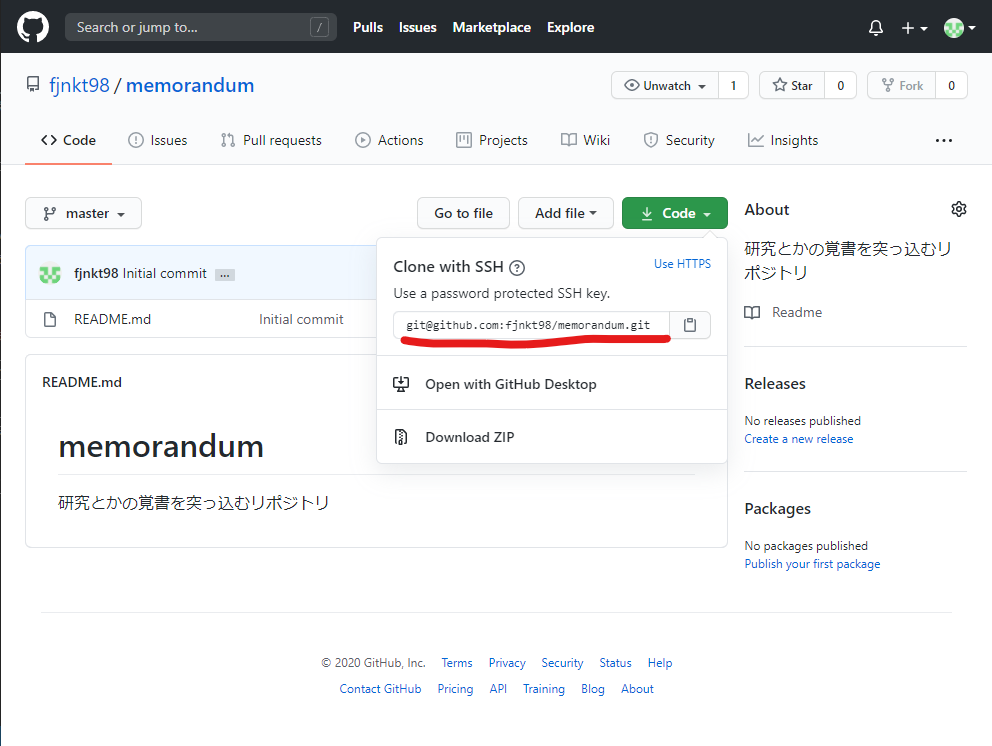 Search or jump to... /
Pulls Issues Marketplace Explore
fjnkt98 / memorandum
Unwatch 1 Star 0 Fork 0
Code Issues Pull requests Actions Projects Wiki Security Insights ...
master Go to file Add file Code
About
fjnkt98 Initial commit ...
README.md Initial commit
Clone with SSH ? Use HTTPS
Use a password protected SSH key.
git@github.com:fjnkt98/memorandum.git
Open with GitHub Desktop
Download ZIP
README.md
memorandum
研究とかの覚書を突っ込むリポジトリ
研究とかの覚書を突っ込むリ
ポジトリ
Readme
Releases
No releases published
Create a new release
Packages
No packages published
Publish your first package
© 2020 GitHub, Inc. Terms Privacy Security Status Help
Contact GitHub Pricing API Training Blog About